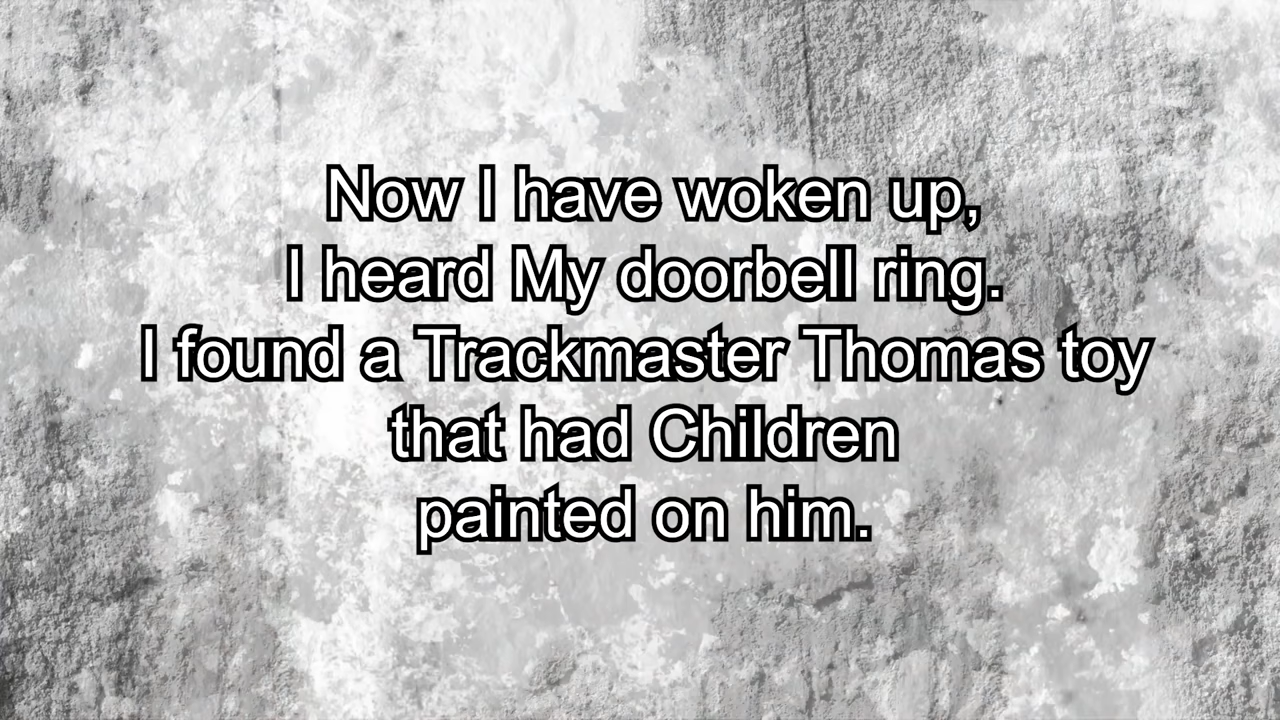 Now I have woken up,
I heard My doorbell ring.
I found a Trackmaster Thomas toy
that had Children
painted on him.